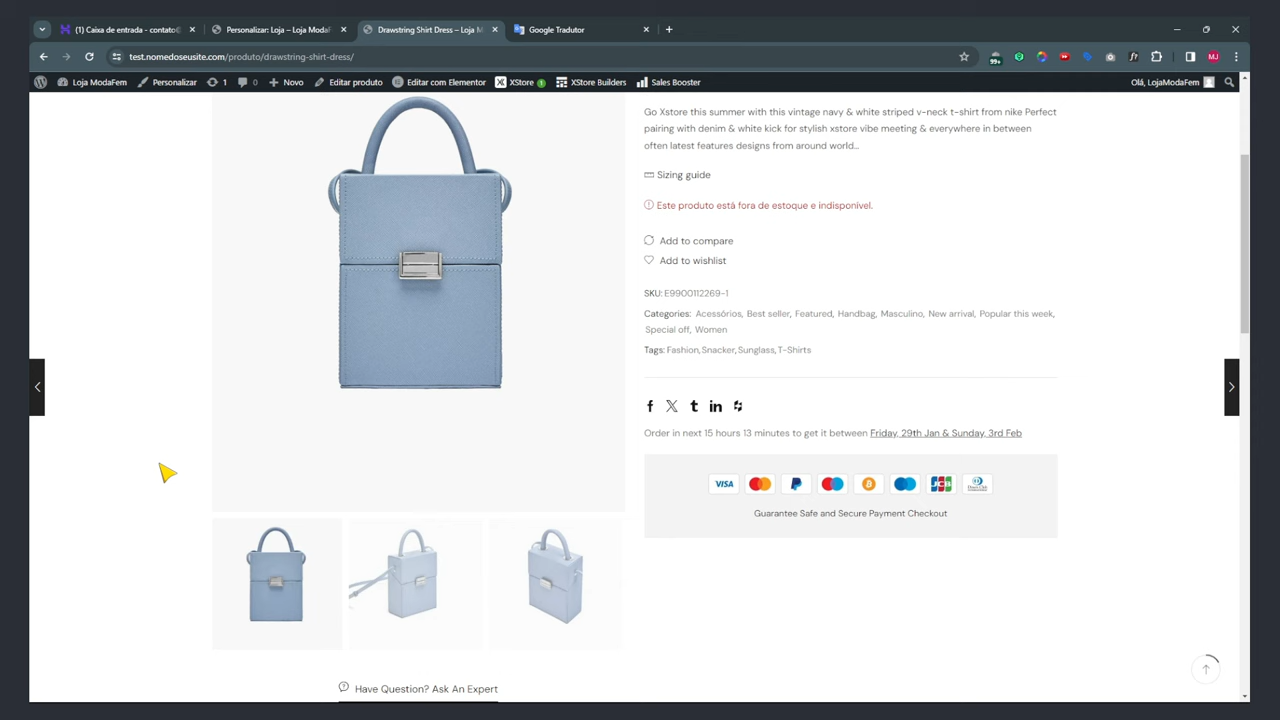 (1) Caixa de entrada - contato@
Personalizar: Loja – Loja ModaF
Drawstring Shirt Dress – Loja M
Google Tradutor
test.nomedoseusite.com/produto/drawstring-shirt-dress/
99+
MJ
Loja ModaFem
Personalizar
1
0
Novo
Editar produto
Editar com Elementor
XStore
1
XStore Builders
Sales Booster
Olá, LojaModaFem
Go Xstore this summer with this vintage navy & white striped v-neck t-shirt from nike Perfect
pairing with denim & white kick for stylish xstore vibe meeting & everywhere in between
often latest features designs from around world…
Sizing guide
Este produto está fora de estoque e indisponível.
Add to compare
Add to wishlist
SKU: E9900112269-1
Categories: Acessórios, Best seller, Featured, Handbag, Masculino, New arrival, Popular this week,
Special off, Women
Tags: Fashion, Snacker, Sunglass, T-Shirts
Order in next 15 hours 13 minutes to get it between Friday, 29th Jan & Sunday, 3rd Feb
VISA
JCB
Guarantee Safe and Secure Payment Checkout
Have Question? Ask An Expert